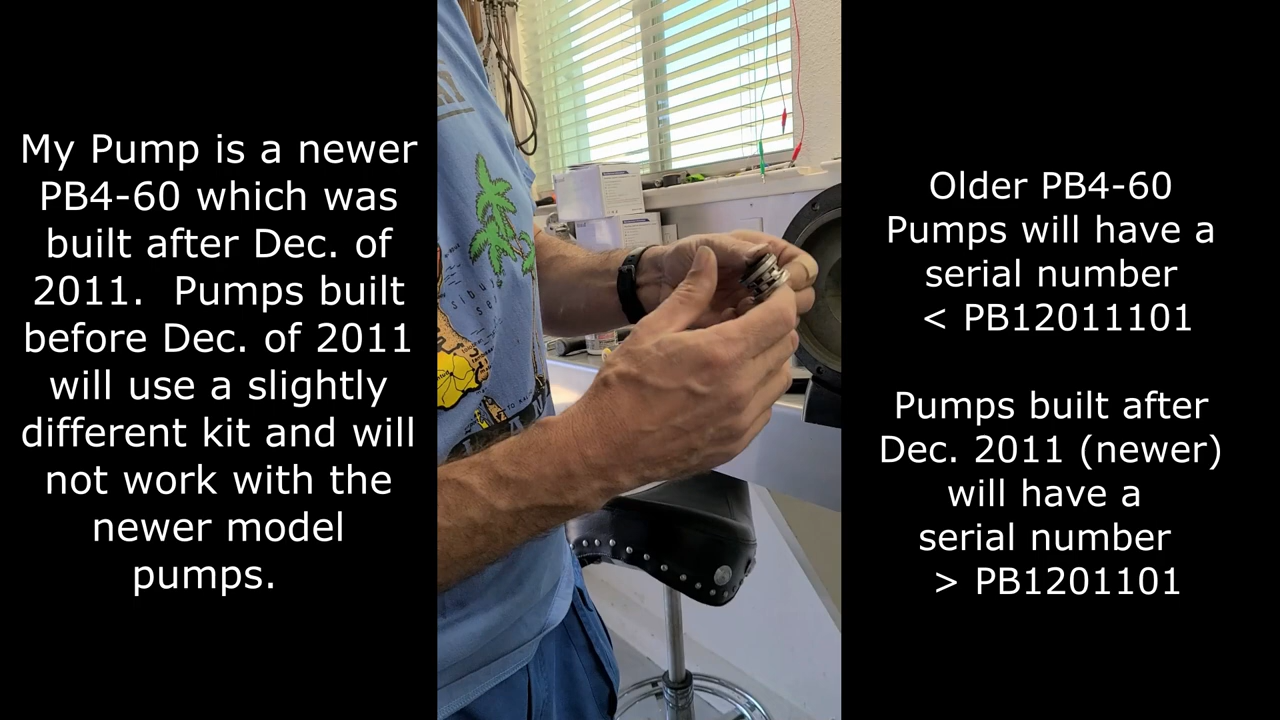 My Pump is a newer
PB4-60 which was
built after Dec. of
2011.  Pumps built
before Dec. of 2011
will use a slightly
different kit and will
not work with the
newer model
pumps.
Older PB4-60
Pumps will have a
serial number
< PB12011101
Pumps built after
Dec. 2011 (newer)
will have a
serial number
> PB1201101